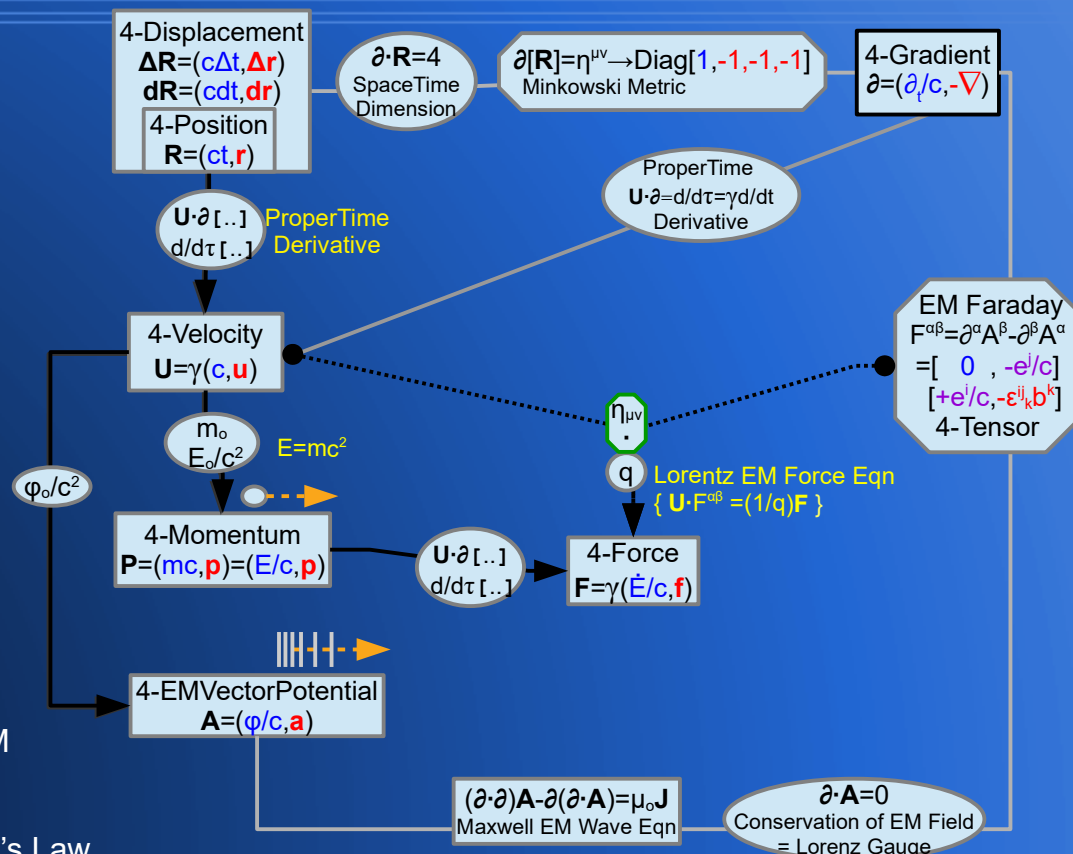 4-Displacement
ΔR=(cΔt,Δr)
dR=(cdt,dr)
4-Position
R=(ct,r)
∂·R=4
SpaceTime
Dimension
∂[R]=η^μν→Diag[1,-1,-1,-1]
Minkowski Metric
4-Gradient
∂=(∂_t/c,-∇)
U·∂[..]
d/dτ[..]
ProperTime
Derivative
ProperTime
U·∂=d/dτ=γd/dt
Derivative
4-Velocity
U=γ(c,u)
EM Faraday
F^αβ=∂^αA^β-∂^βA^α
=[ 0 , -e^j/c]
[+e^i/c,-ε^ij_k b^k]
4-Tensor
m_o
E_o/c²
E=mc²
φ_o/c²
η_μν
·
q
Lorentz EM Force Eqn
{ U·F^αβ =(1/q)F }
4-Momentum
P=(mc,p)=(E/c,p)
U·∂[..]
d/dτ[..]
4-Force
F=γ(Ė/c,f)
4-EMVectorPotential
A=(φ/c,a)
(∂·∂)A-∂(∂·A)=μ_oJ
Maxwell EM Wave Eqn
∂·A=0
Conservation of EM Field
= Lorenz Gauge
M
's Law